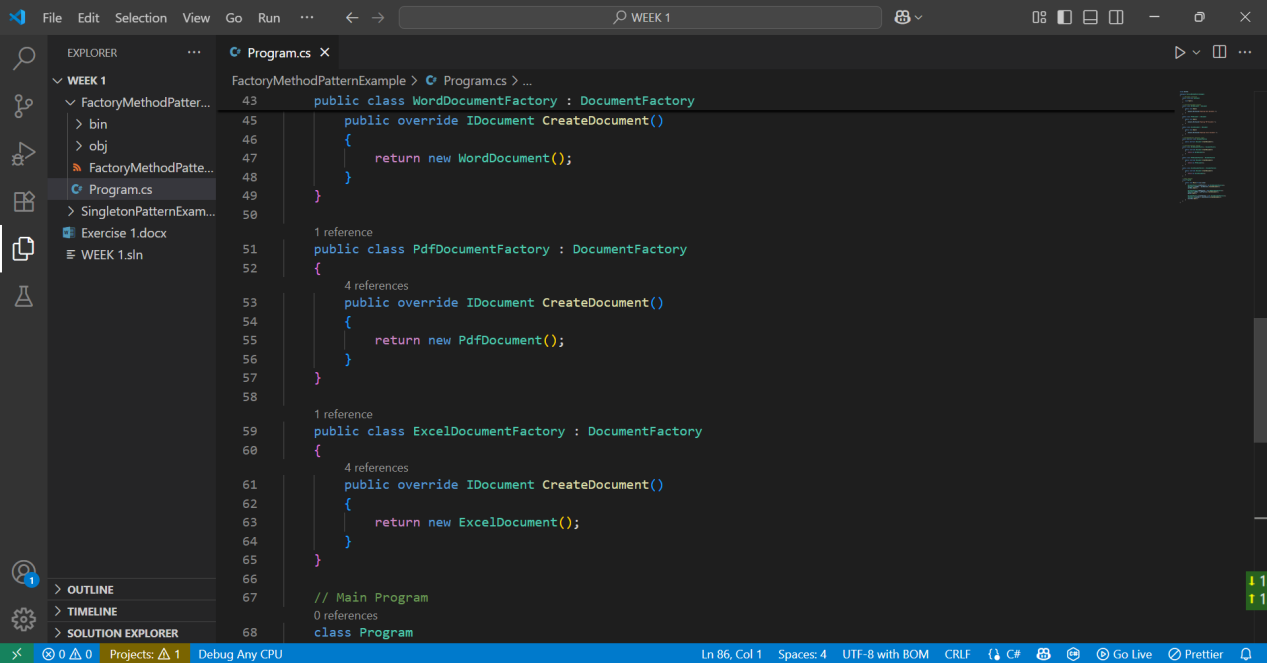 File Edit Selection View Go Run ··· WEEK 1
EXPLORER ···
WEEK 1
FactoryMethodPatter...
bin
obj
FactoryMethodPatte...
Program.cs
SingletonPatternExam...
Exercise 1.docx
WEEK 1.sln
OUTLINE
TIMELINE
SOLUTION EXPLORER
1
Program.cs
FactoryMethodPatternExample > Program.cs > ...
43 public class WordDocumentFactory : DocumentFactory
45 public override IDocument CreateDocument()
46 {
47 return new WordDocument();
48 }
49 }
50
1 reference
51 public class PdfDocumentFactory : DocumentFactory
52 {
4 references
53 public override IDocument CreateDocument()
54 {
55 return new PdfDocument();
56 }
57 }
58
1 reference
59 public class ExcelDocumentFactory : DocumentFactory
60 {
4 references
61 public override IDocument CreateDocument()
62 {
63 return new ExcelDocument();
64 }
65 }
66
67 // Main Program
0 references
68 class Program
↓ 1
↑ 1
0 0 Projects: 1 Debug Any CPU Ln 86, Col 1 Spaces: 4 UTF-8 with BOM CRLF C# Go Live Prettier